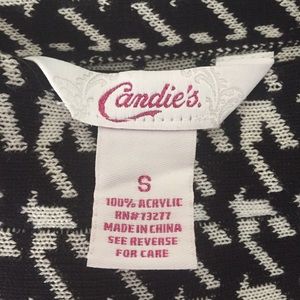 Candie's.
S
100% ACRYLIC
RN#73277
MADE IN CHINA
SEE REVERSE
FOR CARE